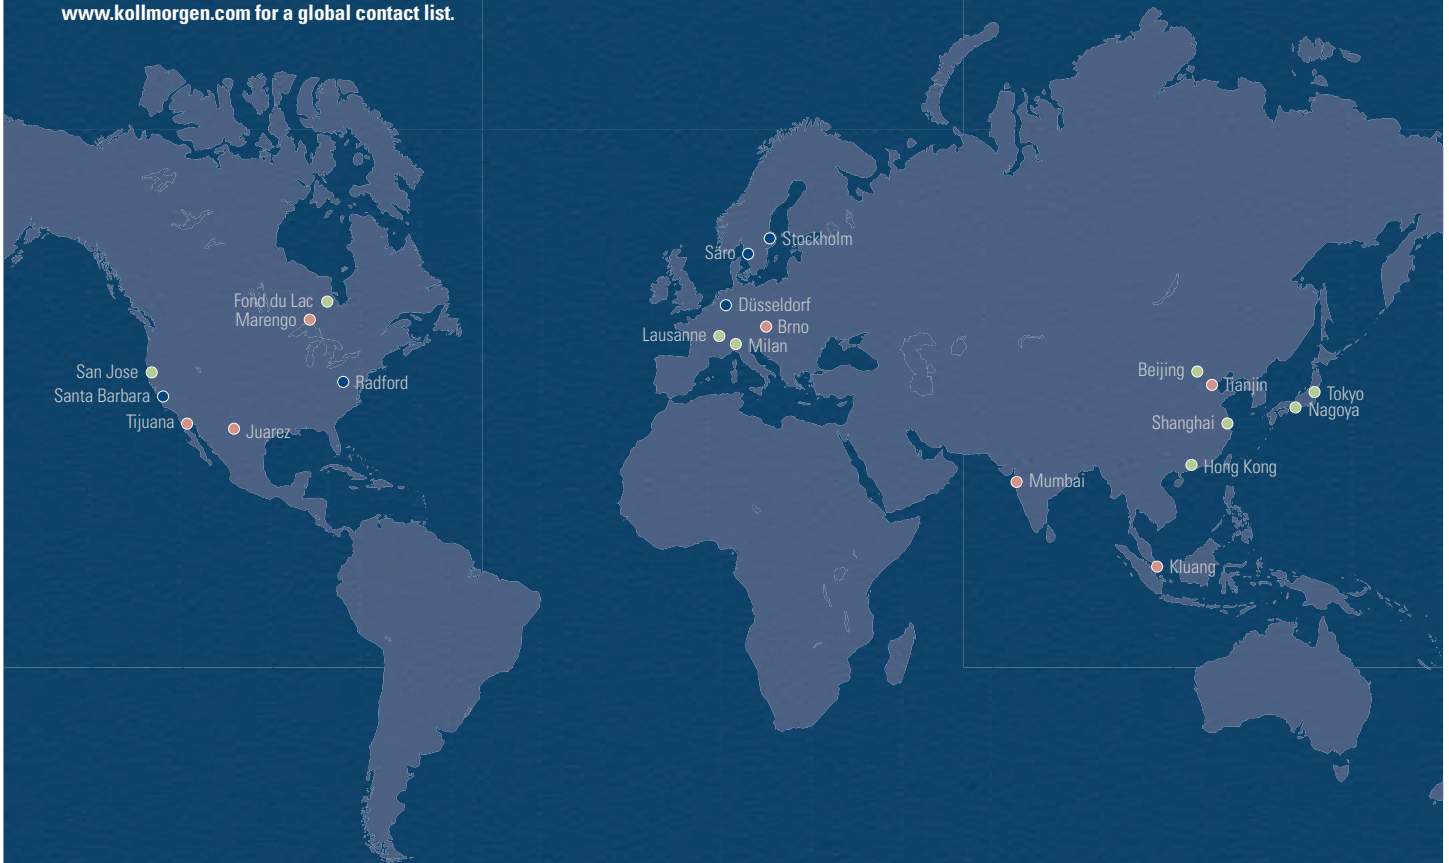 www.kollmorgen.com for a global contact list.
Stockholm
Säro
Fond du Lac
Marengo
Düsseldorf
Brno
Lausanne
Milan
San Jose
Santa Barbara
Radford
Tijuana
Juarez
Beijing
Tianjin
Tokyo
Nagoya
Shanghai
Hong Kong
Mumbai
Kluang